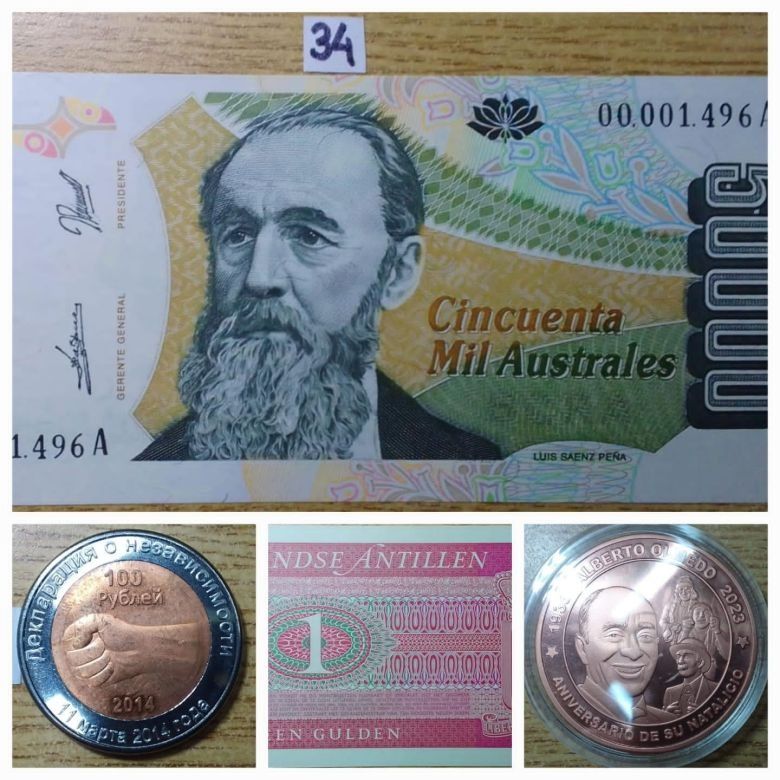 34
00.001.496 A
50000
PRESIDENTE
GERENTE GENERAL
Cincuenta
Mil Australes
1.496 A
LUIS SAENZ PEÑA
Декларация о независимости
100
Рублей
2014
11 марта 2014 года
NDSE ANTILLEN
1
EEN GULDEN
ALBERTO OLMEDO 2023
ANIVERSARIO DE SU NATALICIO